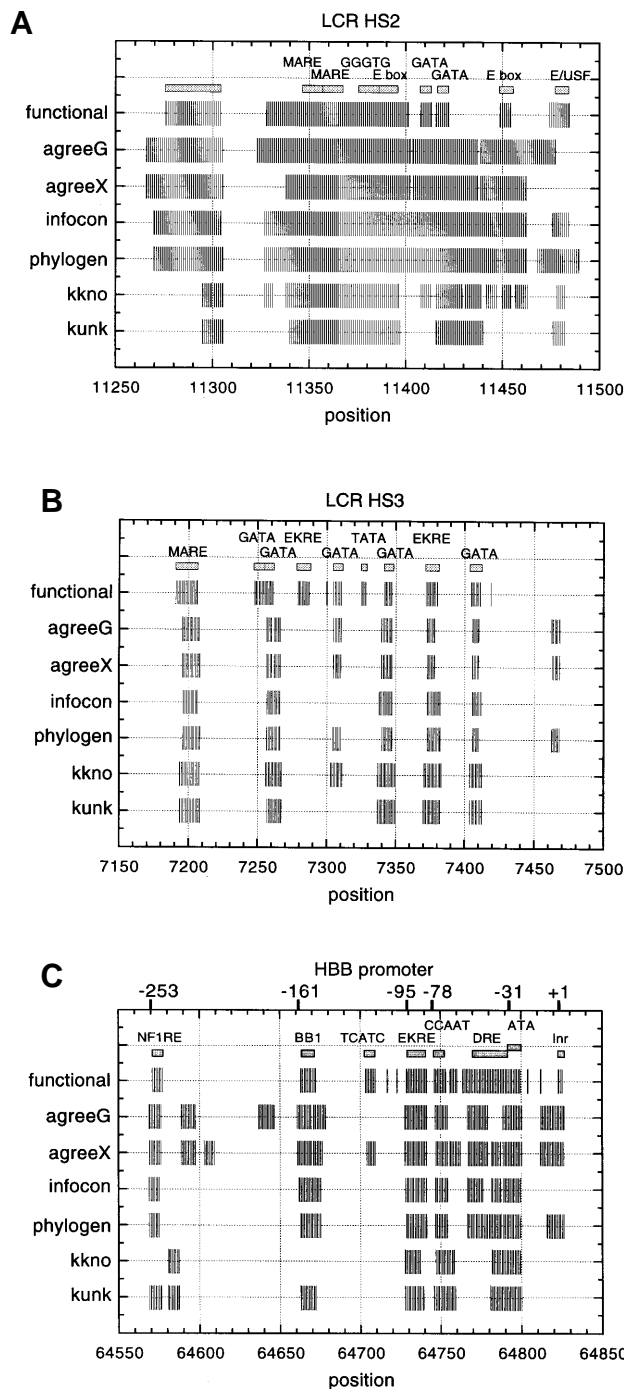 A
LCR HS2
MARE GGGTG GATA
MARE E box GATA E box E/USF
functional
agreeG
agreeX
infocon
phylogen
kkno
kunk
11250 11300 11350 11400 11450 11500
position
B
LCR HS3
GATA EKRE TATA EKRE
MARE GATA GATA GATA GATA
functional
agreeG
agreeX
infocon
phylogen
kkno
kunk
7150 7200 7250 7300 7350 7400 7450 7500
position
C
HBB promoter
-253 -161 -95 -78 -31 +1
CCAAT ATA
NF1RE BB1 TCATC EKRE DRE Inr
functional
agreeG
agreeX
infocon
phylogen
kkno
kunk
64550 64600 64650 64700 64750 64800 64850
position